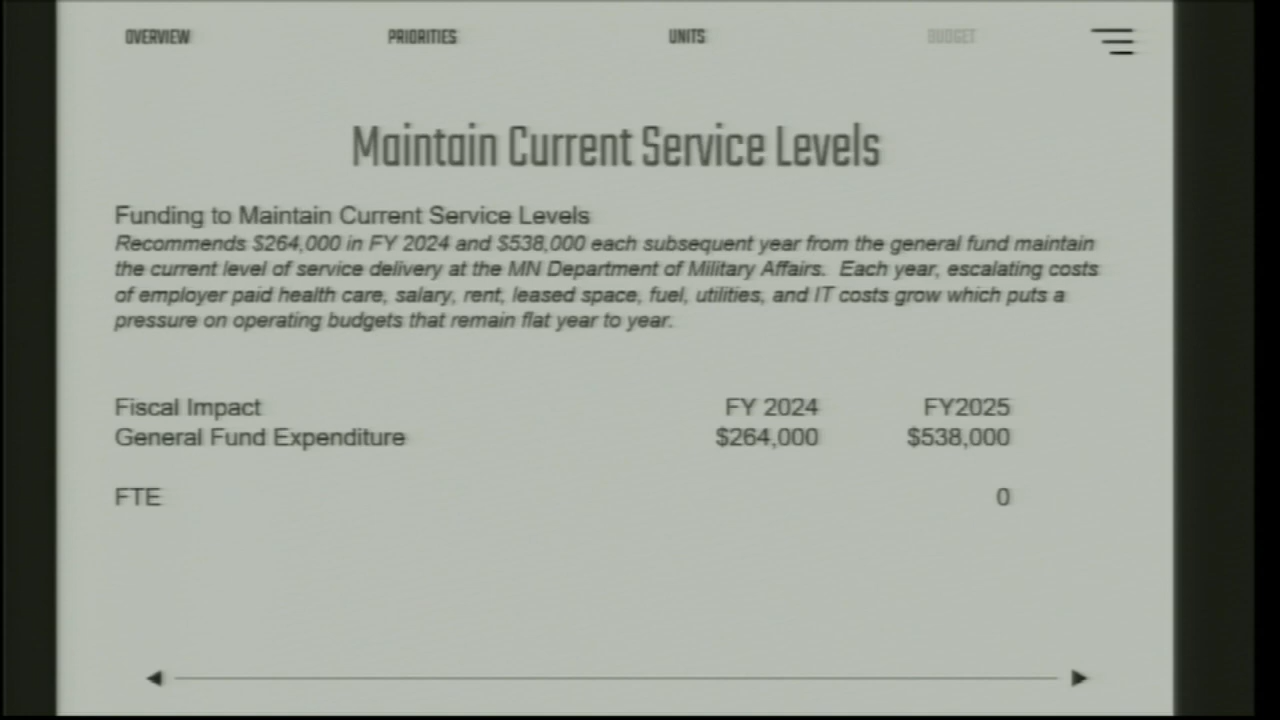 OVERVIEW PRIORITIES UNITS BUDGET
Maintain Current Service Levels
Funding to Maintain Current Service Levels
Recommends $264,000 in FY 2024 and $538,000 each subsequent year from the general fund maintain
the current level of service delivery at the MN Department of Military Affairs. Each year, escalating costs
of employer paid health care, salary, rent, leased space, fuel, utilities, and IT costs grow which puts a
pressure on operating budgets that remain flat year to year.
Fiscal Impact FY 2024 FY2025
General Fund Expenditure $264,000 $538,000
FTE 0